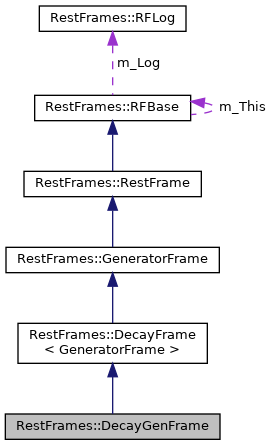 RestFrames::RFLog
m_Log
RestFrames::RFBase
m_This
RestFrames::RestFrame
RestFrames::GeneratorFrame
RestFrames::DecayFrame
< GeneratorFrame >
RestFrames::DecayGenFrame